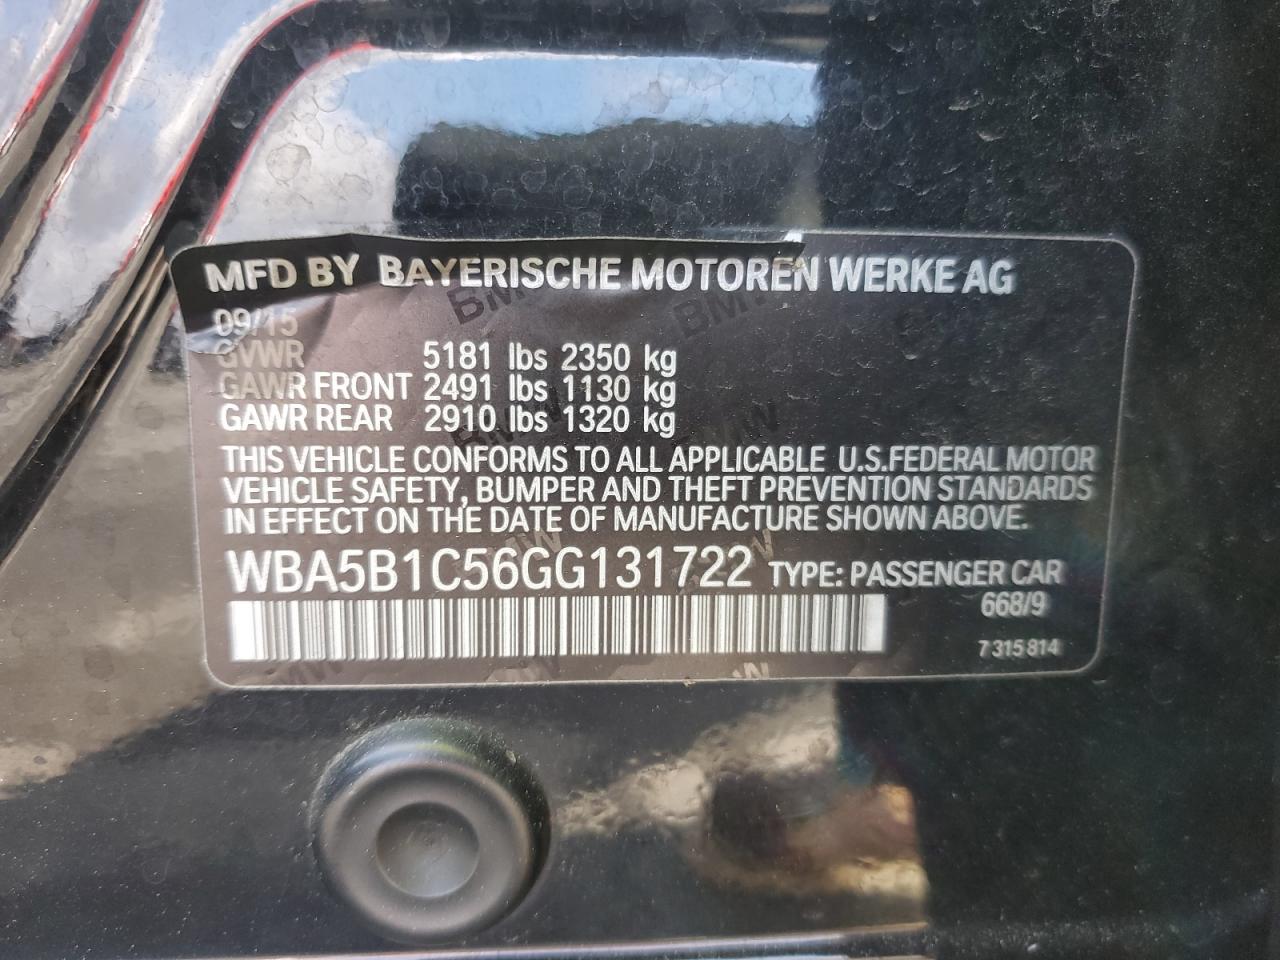 MFD BY BAYERISCHE MOTOREN WERKE AG
09/15
GVWR 5181 lbs 2350 kg
GAWR FRONT 2491 lbs 1130 kg
GAWR REAR 2910 lbs 1320 kg
THIS VEHICLE CONFORMS TO ALL APPLICABLE U.S.FEDERAL MOTOR
VEHICLE SAFETY, BUMPER AND THEFT PREVENTION STANDARDS
IN EFFECT ON THE DATE OF MANUFACTURE SHOWN ABOVE.
WBA5B1C56GG131722 TYPE: PASSENGER CAR
668/9
7 315 814